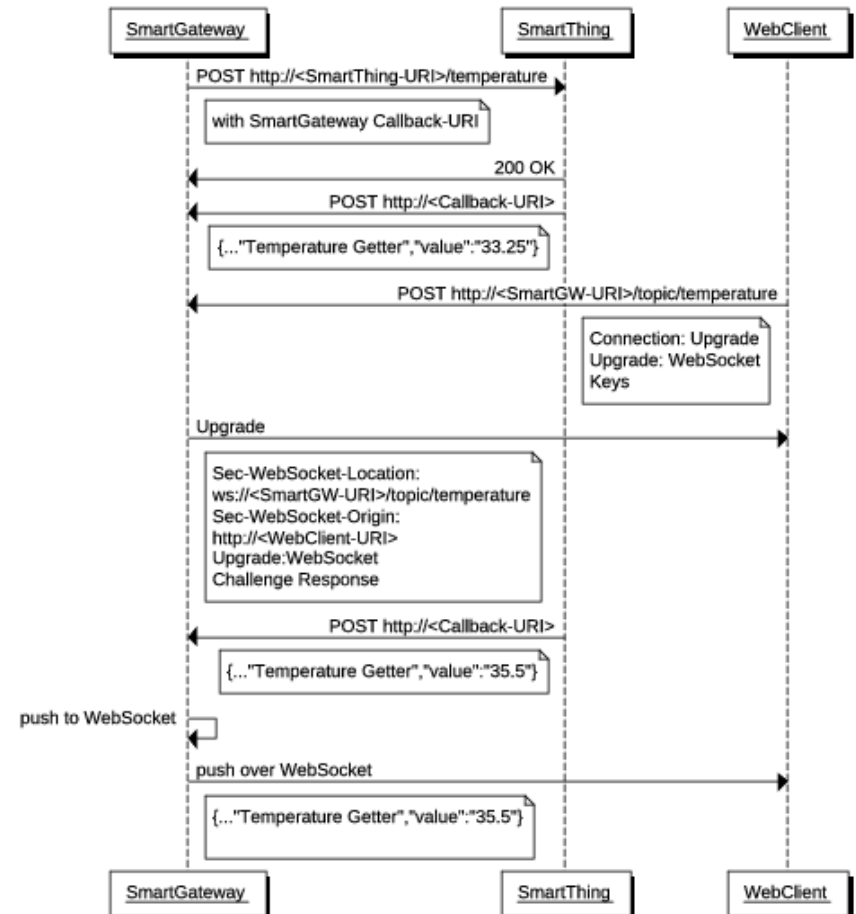 SmartGateway
SmartThing
WebClient
POST http://<SmartThing-URI>/temperature
with SmartGateway Callback-URI
200 OK
POST http://<Callback-URI>
{..."Temperature Getter","value":"33.25"}
POST http://<SmartGW-URI>/topic/temperature
Connection: Upgrade
Upgrade: WebSocket
Keys
Upgrade
Sec-WebSocket-Location:
ws://<SmartGW-URI>/topic/temperature
Sec-WebSocket-Origin:
http://<WebClient-URI>
Upgrade:WebSocket
Challenge Response
POST http://<Callback-URI>
{..."Temperature Getter","value":"35.5"}
push to WebSocket
push over WebSocket
{..."Temperature Getter","value":"35.5"}
SmartGateway
SmartThing
WebClient